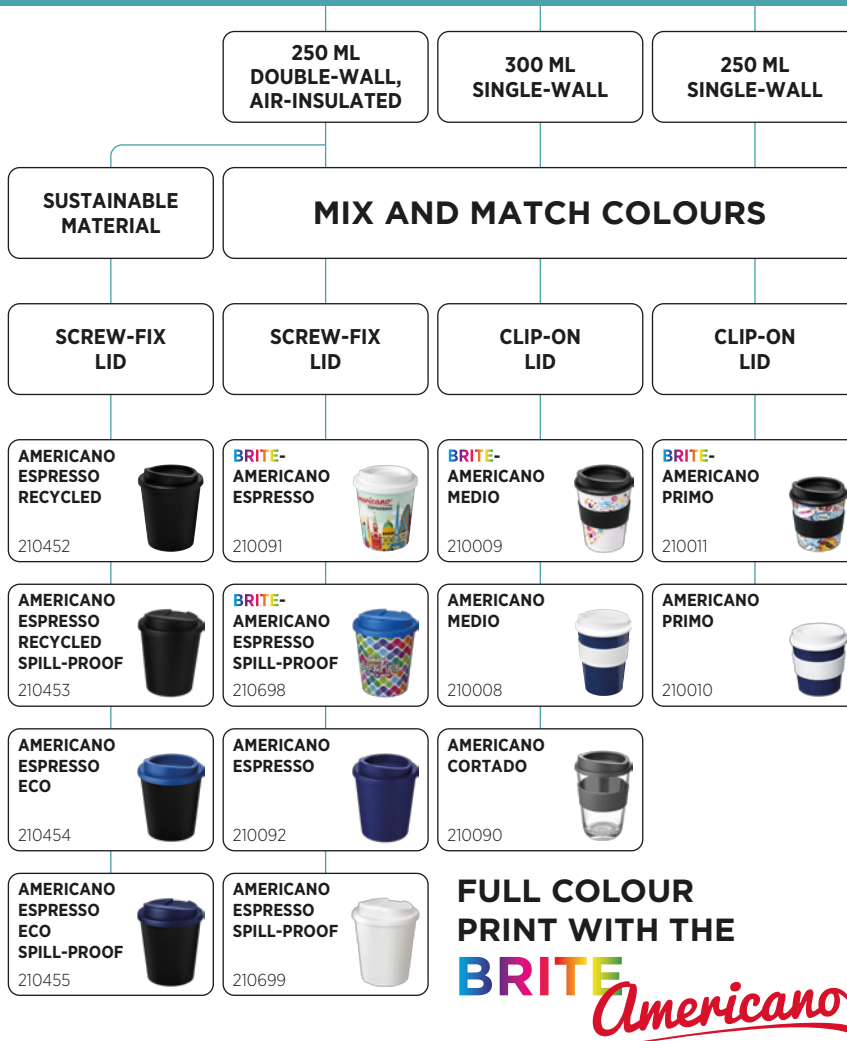 250 ML
DOUBLE-WALL,
AIR-INSULATED
300 ML
SINGLE-WALL
250 ML
SINGLE-WALL
SUSTAINABLE
MATERIAL
MIX AND MATCH COLOURS
SCREW-FIX
LID
SCREW-FIX
LID
CLIP-ON
LID
CLIP-ON
LID
AMERICANO
ESPRESSO
RECYCLED
210452
BRITE-
AMERICANO
ESPRESSO
210091
americano
ESPRESSO
BRITE-
AMERICANO
MEDIO
210009
BRITE-
AMERICANO
PRIMO
210011
AMERICANO
ESPRESSO
RECYCLED
SPILL-PROOF
210453
BRITE-
AMERICANO
ESPRESSO
SPILL-PROOF
210698
AMERICANO
MEDIO
210008
AMERICANO
PRIMO
210010
AMERICANO
ESPRESSO
ECO
210454
AMERICANO
ESPRESSO
210092
AMERICANO
CORTADO
210090
AMERICANO
ESPRESSO
ECO
SPILL-PROOF
210455
AMERICANO
ESPRESSO
SPILL-PROOF
210699
FULL COLOUR
PRINT WITH THE
BRITE
americano